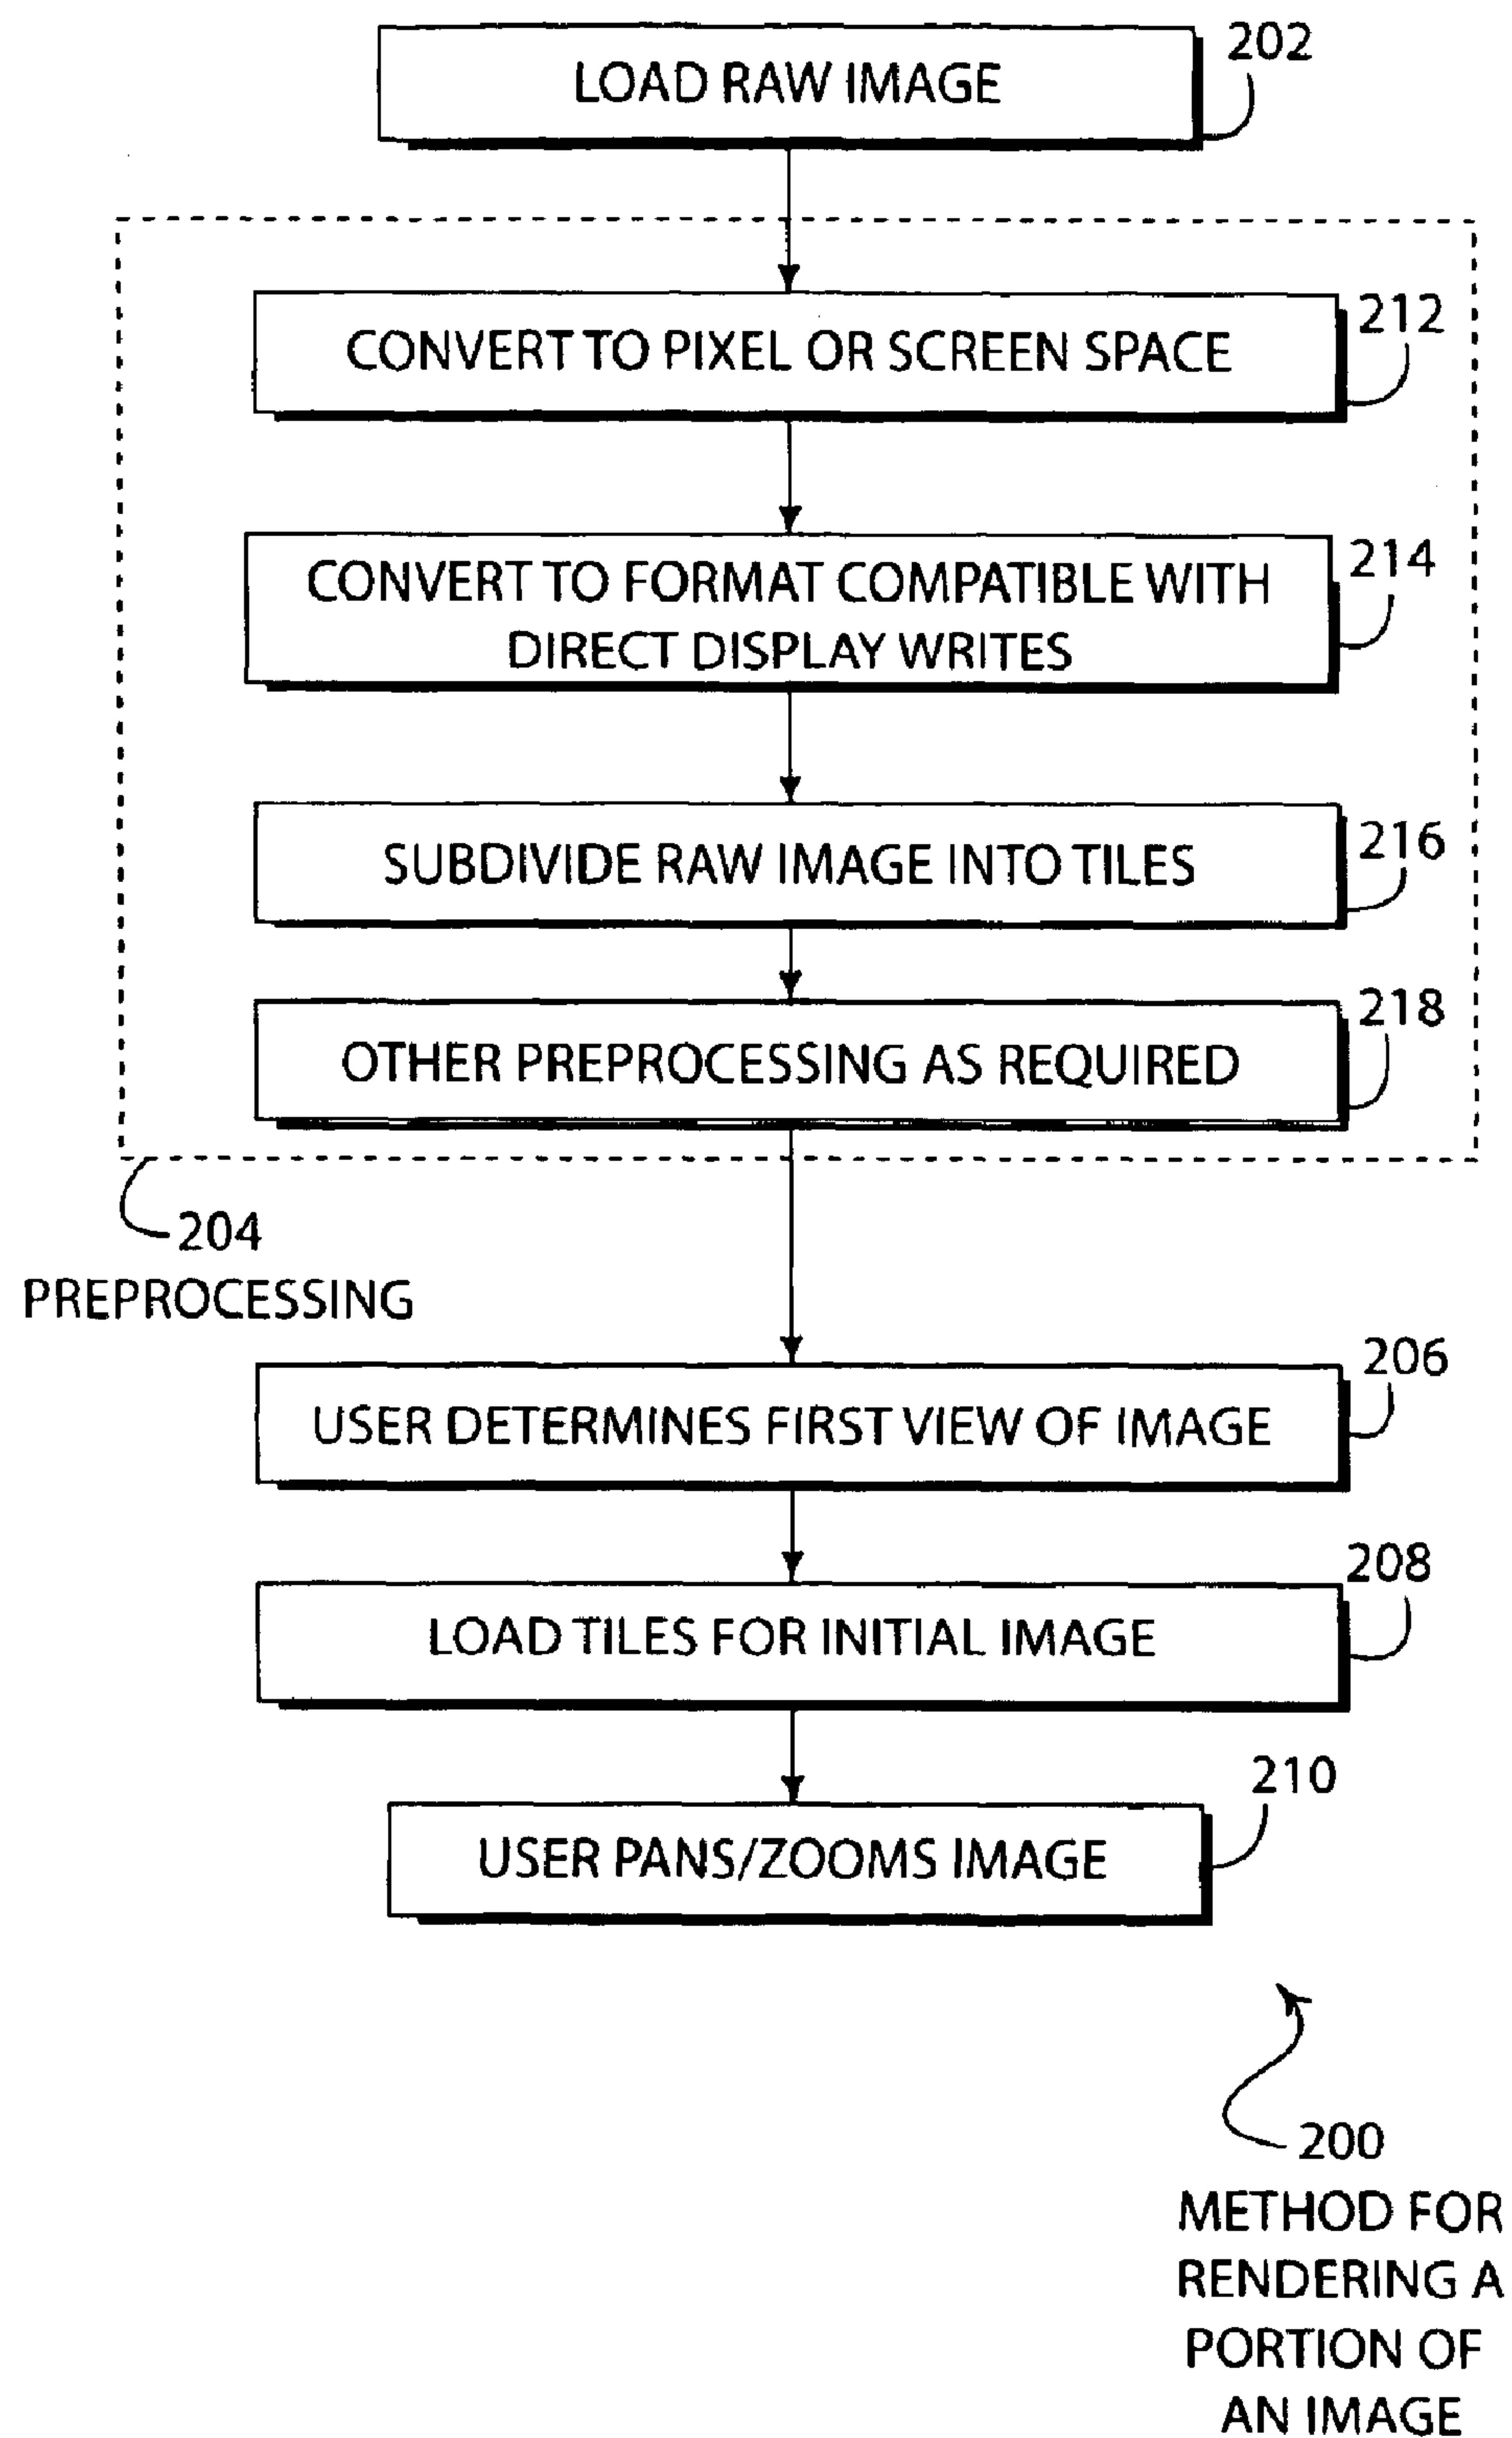 LOAD RAW IMAGE
202
CONVERT TO PIXEL OR SCREEN SPACE
212
CONVERT TO FORMAT COMPATIBLE WITH
DIRECT DISPLAY WRITES
214
SUBDIVIDE RAW IMAGE INTO TILES
216
OTHER PREPROCESSING AS REQUIRED
218
204
PREPROCESSING
USER DETERMINES FIRST VIEW OF IMAGE
206
LOAD TILES FOR INITIAL IMAGE
208
USER PANS/ZOOMS IMAGE
210
200
METHOD FOR
RENDERING A
PORTION OF
AN IMAGE